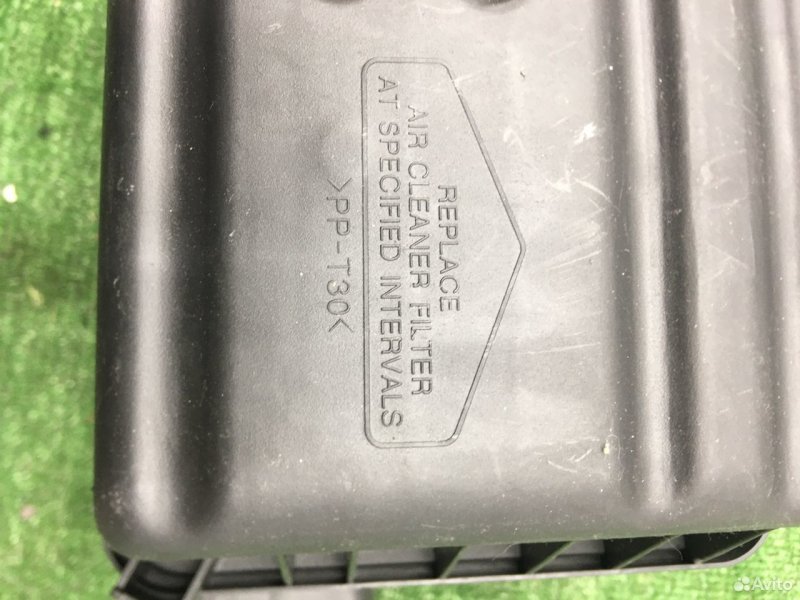 REPLACE
AIR CLEANER FILTER
AT SPECIFIED INTERVALS
>PP-T30<
Avito